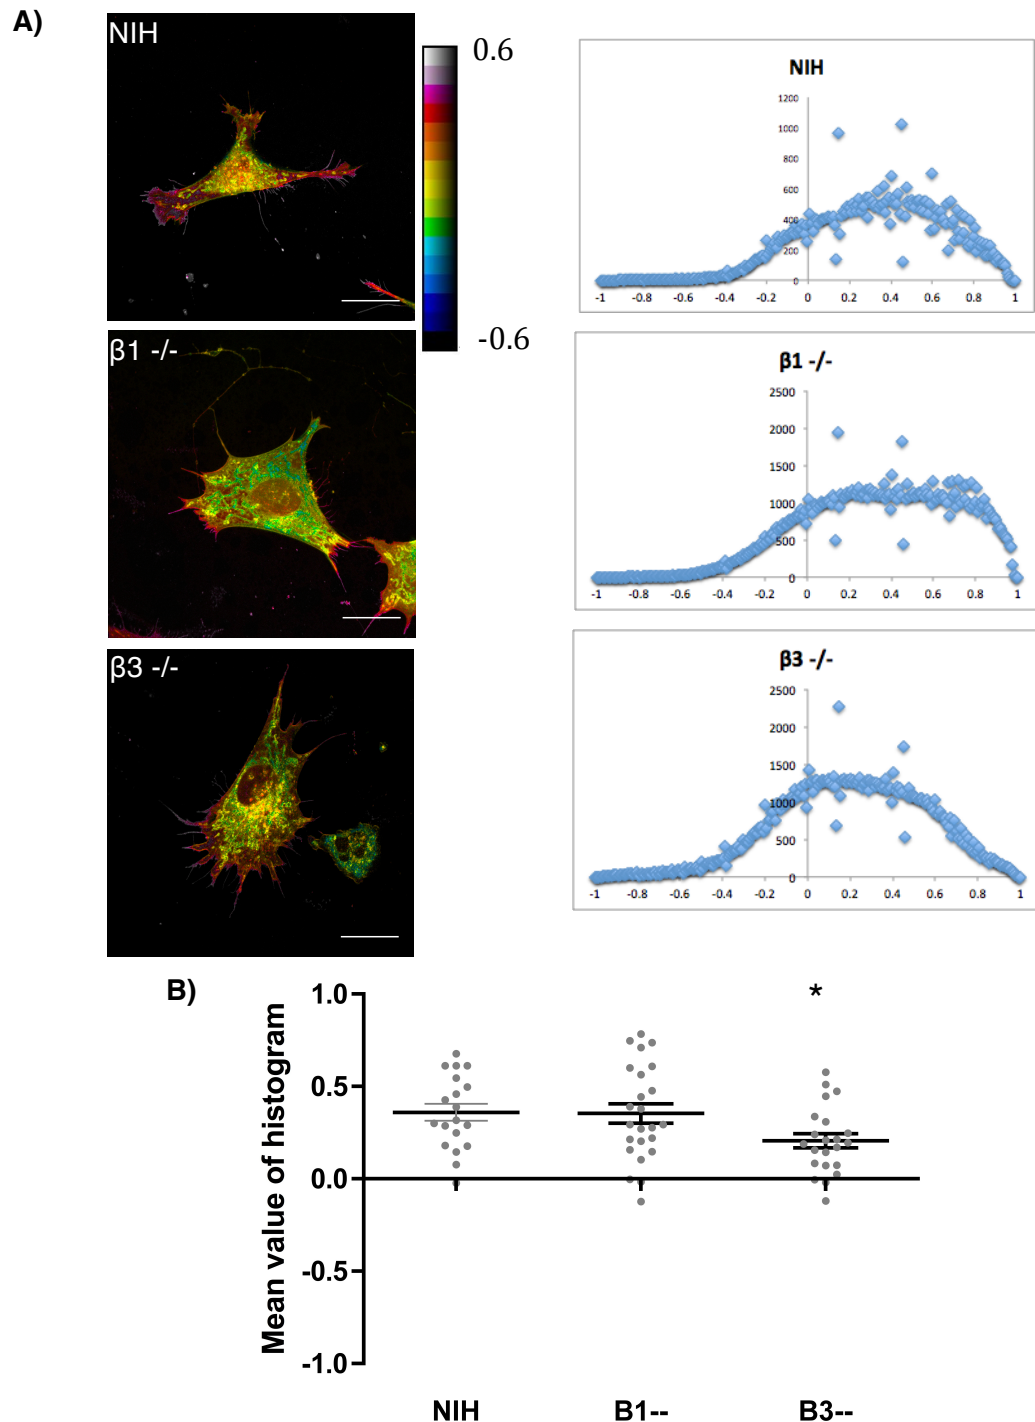 A)
NIH
0.6
-0.6
NIH
1200
1000
800
600
400
200
0
-1 -0.8 -0.6 -0.4 -0.2 0 0.2 0.4 0.6 0.8 1
β1 -/-
β1 -/-
2500
2000
1500
1000
500
0
-1 -0.8 -0.6 -0.4 -0.2 0 0.2 0.4 0.6 0.8 1
β3 -/-
β3 -/-
2500
2000
1500
1000
500
0
-1 -0.8 -0.6 -0.4 -0.2 0 0.2 0.4 0.6 0.8 1
B)
Mean value of histogram
1.0
0.5
0.0
-0.5
-1.0
*
NIH B1-- B3--